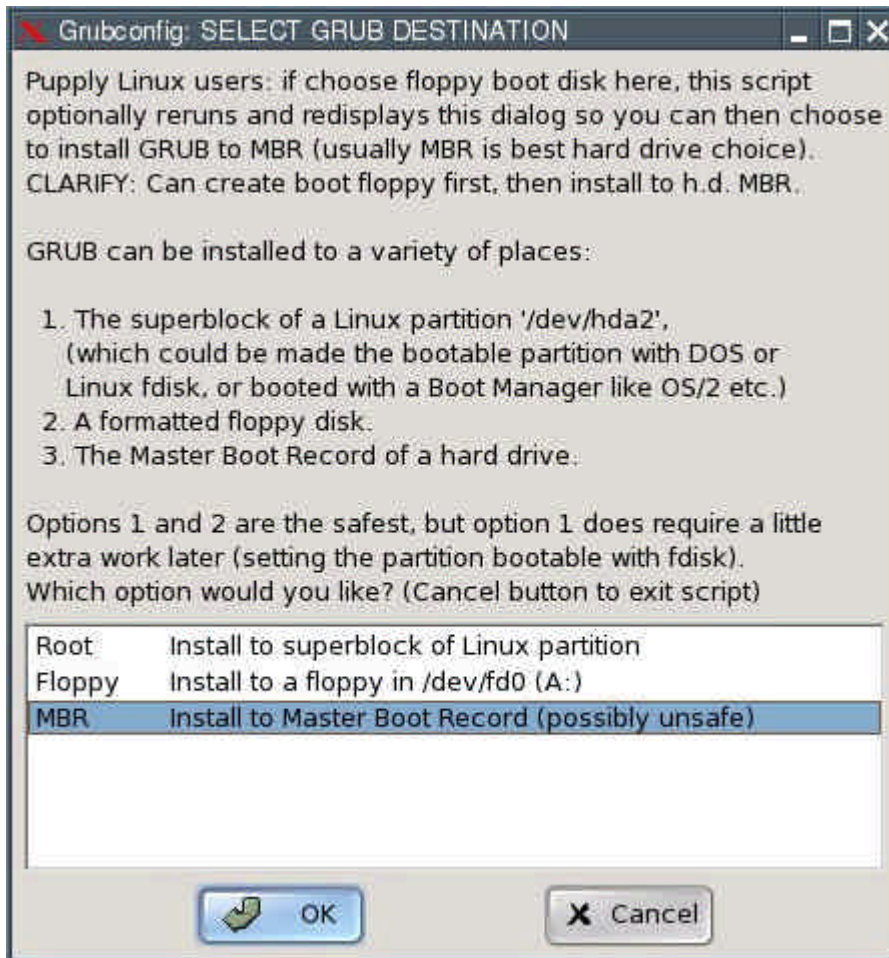 Grubconfig: SELECT GRUB DESTINATION
Pupply Linux users: if choose floppy boot disk here, this script
optionally reruns and redisplays this dialog so you can then choose
to install GRUB to MBR (usually MBR is best hard drive choice).
CLARIFY: Can create boot floppy first, then install to h.d. MBR.
GRUB can be installed to a variety of places:
1. The superblock of a Linux partition '/dev/hda2',
(which could be made the bootable partition with DOS or
Linux fdisk, or booted with a Boot Manager like OS/2 etc.)
2. A formatted floppy disk.
3. The Master Boot Record of a hard drive.
Options 1 and 2 are the safest, but option 1 does require a little
extra work later (setting the partition bootable with fdisk).
Which option would you like? (Cancel button to exit script)
Root Install to superblock of Linux partition
Floppy Install to a floppy in /dev/fd0 (A:)
MBR Install to Master Boot Record (possibly unsafe)
OK Cancel